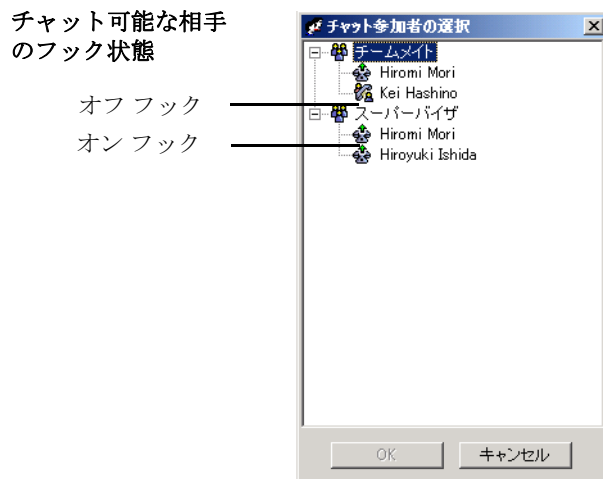 チャット可能な相手
のフック状態
オフ フック
オン フック
チャット参加者の選択
チームメイト
Hiromi Mori
Kei Hashino
スーパーバイザ
Hiromi Mori
Hiroyuki Ishida
OK
キャンセル